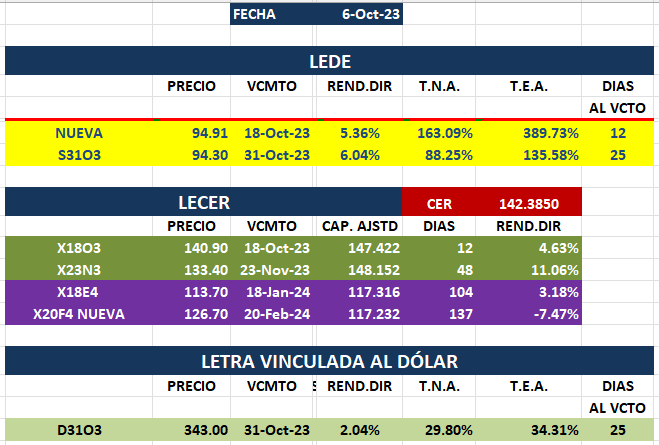 FECHA 6-Oct-23
LEDE
PRECIO VCMTO REND.DIR T.N.A. T.E.A. DIAS
AL VCTO
NUEVA 94.91 18-Oct-23 5.36% 163.09% 389.73% 12
S31O3 94.30 31-Oct-23 6.04% 88.25% 135.58% 25
LECER CER 142.3850
PRECIO VCMTO CAP. AJSTD DIAS REND.DIR
X18O3 140.90 18-Oct-23 147.422 12 4.63%
X23N3 133.40 23-Nov-23 148.152 48 11.06%
X18E4 113.70 18-Jan-24 117.316 104 3.18%
X20F4 NUEVA 126.70 20-Feb-24 117.232 137 -7.47%
LETRA VINCULADA AL DÓLAR
PRECIO VCMTO REND.DIR T.N.A. T.E.A. DIAS
AL VCTO
D31O3 343.00 31-Oct-23 2.04% 29.80% 34.31% 25